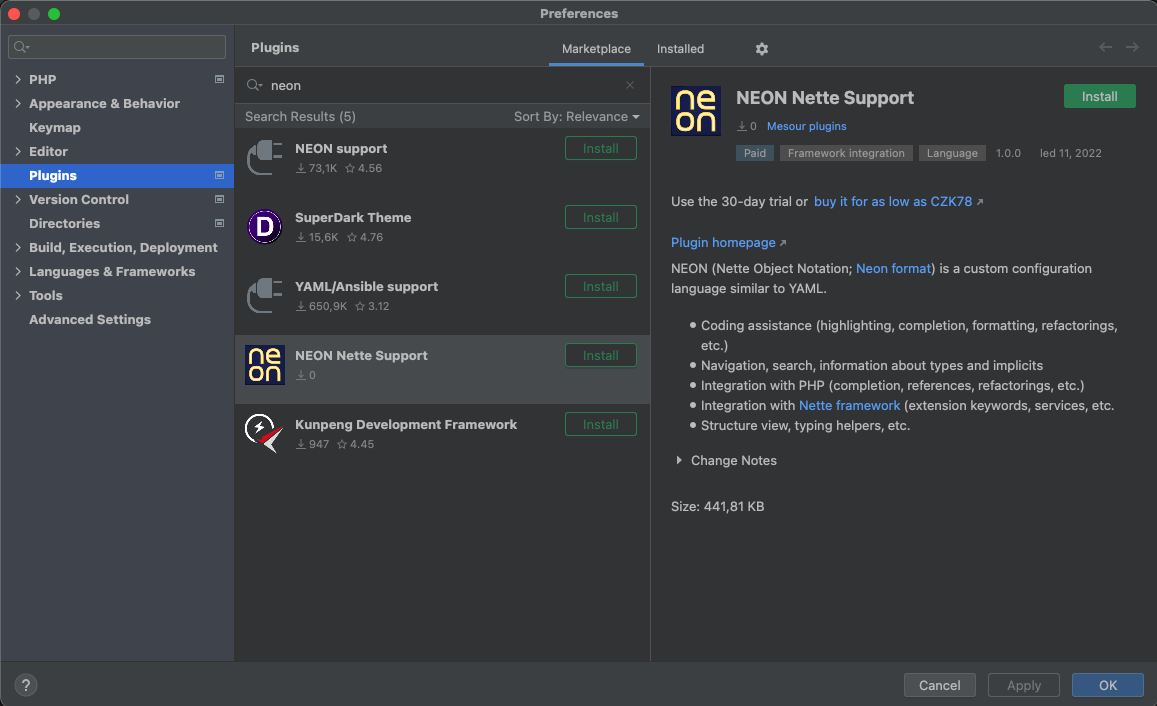 Preferences
PHP
Appearance & Behavior
Keymap
Editor
Plugins
Version Control
Directories
Build, Execution, Deployment
Languages & Frameworks
Tools
Advanced Settings
Plugins
Marketplace
Installed
neon
Search Results (5)
Sort By: Relevance
NEON support
73,1K 4.56
Install
D
SuperDark Theme
15,6K 4.76
Install
YAML/Ansible support
650,9K 3.12
Install
ne
on
NEON Nette Support
0
Install
Kunpeng Development Framework
947 4.45
Install
ne
on
NEON Nette Support
Install
0 Mesour plugins
Paid Framework integration Language 1.0.0 led 11, 2022
Use the 30-day trial or buy it for as low as CZK78
Plugin homepage
NEON (Nette Object Notation; Neon format) is a custom configuration
language similar to YAML.
• Coding assistance (highlighting, completion, formatting, refactorings,
etc.)
• Navigation, search, information about types and implicits
• Integration with PHP (completion, references, refactorings, etc.)
• Integration with Nette framework (extension keywords, services, etc.
• Structure view, typing helpers, etc.
Change Notes
Size: 441,81 KB
?
Cancel
Apply
OK